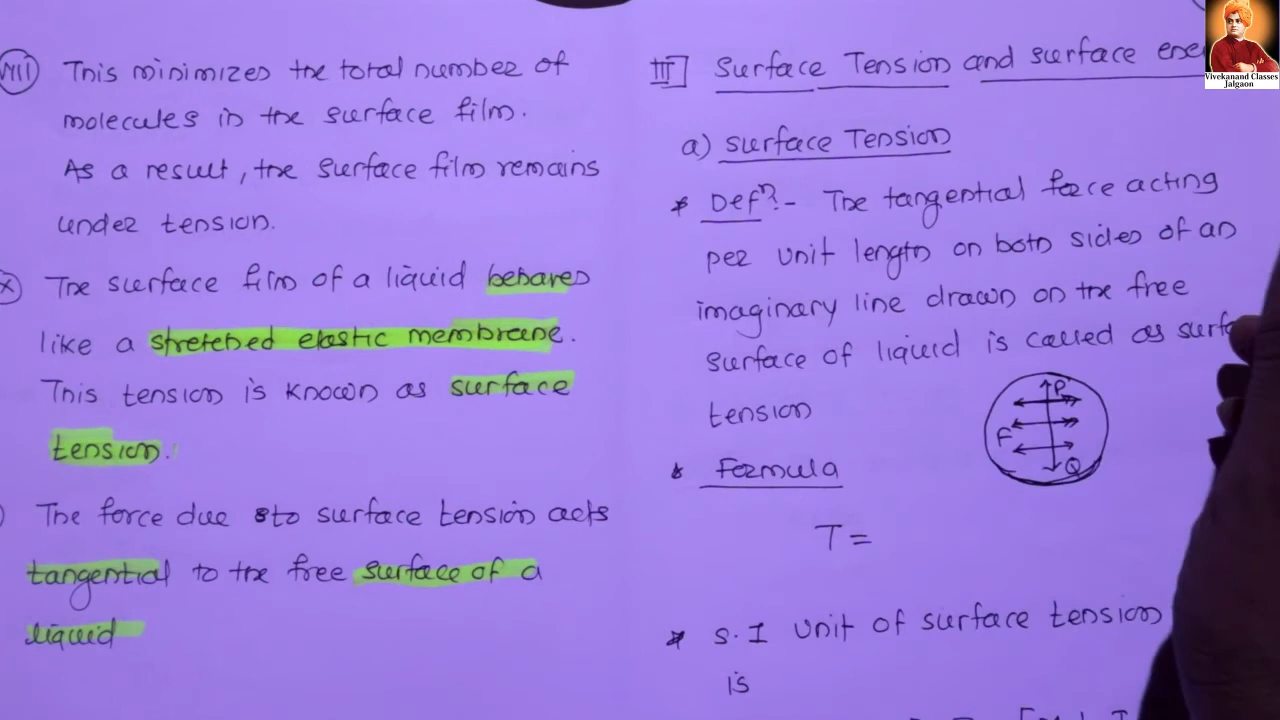 VIII) This minimizes the total number of
molecules in the surface film.
As a result, the surface film remains
under tension.
x) The surface film of a liquid behaves
like a stretched elastic membrane.
This tension is known as surface
tension.
) The force due to surface tension acts
tangential to the free surface of a
liquid
III] Surface Tension and surface ene
a) surface Tension
* Defn:- The tangential force acting
per unit length on both sides of an
imaginary line drawn on the free
surface of liquid is called as surfa
tension
P
F
Q
* Formula
T =
* S.I unit of surface tension
is
Vivekanand Classes
Jalgaon